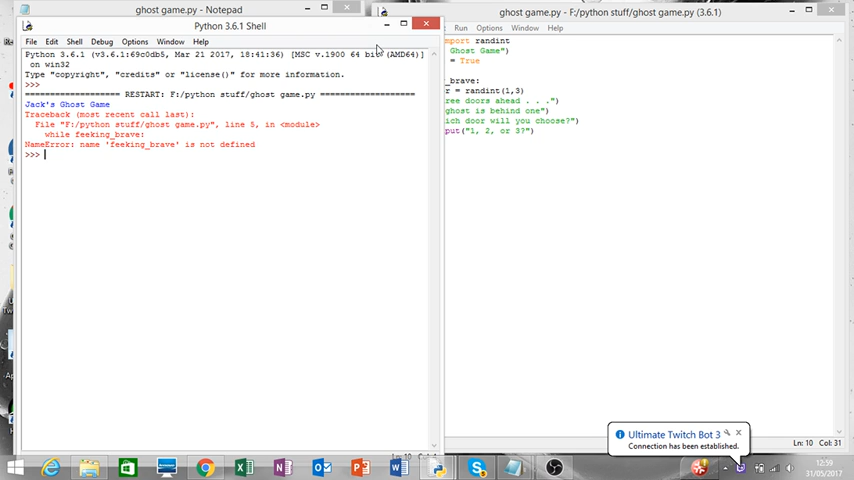 ghost game.py - Notepad
ghost game.py - F:/python stuff/ghost game.py (3.6.1)
Python 3.6.1 Shell
File Edit Shell Debug Options Window Help
Run Options Window Help
Python 3.6.1 (v3.6.1:69c0db5, Mar 21 2017, 18:41:36) [MSC v.1900 64 bit (AMD64)]
on win32
Type "copyright", "credits" or "license()" for more information.
>>>
=================== RESTART: F:/python stuff/ghost game.py ===================
Jack's Ghost Game
Traceback (most recent call last):
File "F:/python stuff/ghost game.py", line 5, in <module>
while feeking_brave:
NameError: name 'feeking_brave' is not defined
>>>
mport randint
Ghost Game")
= True
_brave:
r = randint(1,3)
ree doors ahead . . .")
ghost is behind one")
ich door will you choose?")
put("1, 2, or 3?")
Ultimate Twitch Bot 3
Connection has been established.
Ln: 10 Col: 31
12:59
31/05/2017